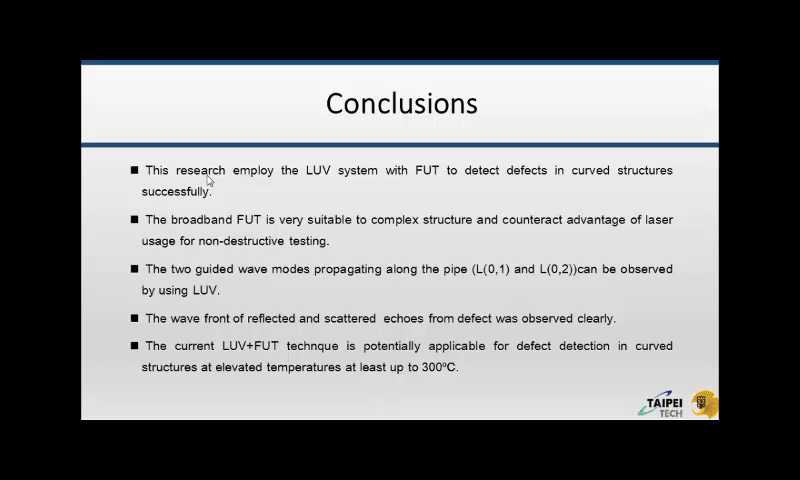 Conclusions
■ This research employ the LUV system with FUT to detect defects in curved structures
successfully.
■ The broadband FUT is very suitable to complex structure and counteract advantage of laser
usage for non-destructive testing.
■ The two guided wave modes propagating along the pipe (L(0,1) and L(0,2))can be observed
by using LUV.
■ The wave front of reflected and scattered echoes from defect was observed clearly.
■ The current LUV+FUT technque is potentially applicable for defect detection in curved
structures at elevated temperatures at least up to 300ºC.
TAIPEI
TECH